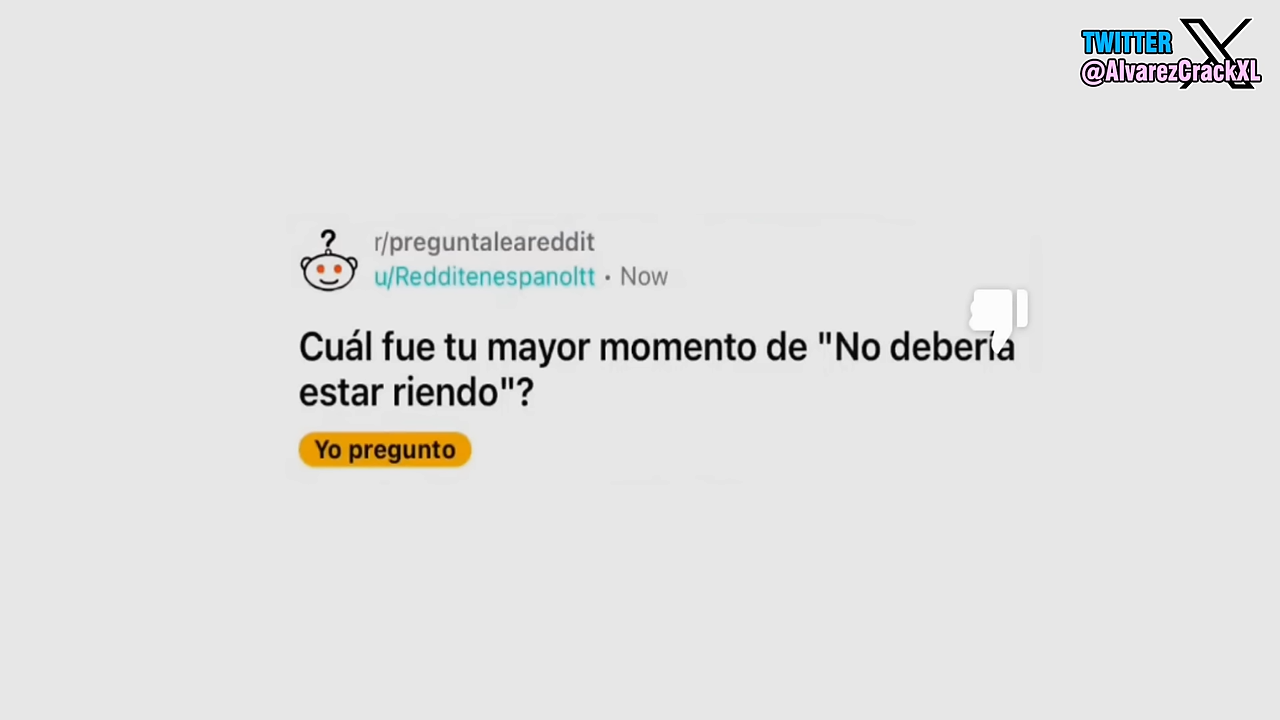 TWITTER
@AlvarezCrackXL
r/preguntaleareddit
u/Redditenespanoltt · Now
Cuál fue tu mayor momento de "No debería
estar riendo"?
Yo pregunto